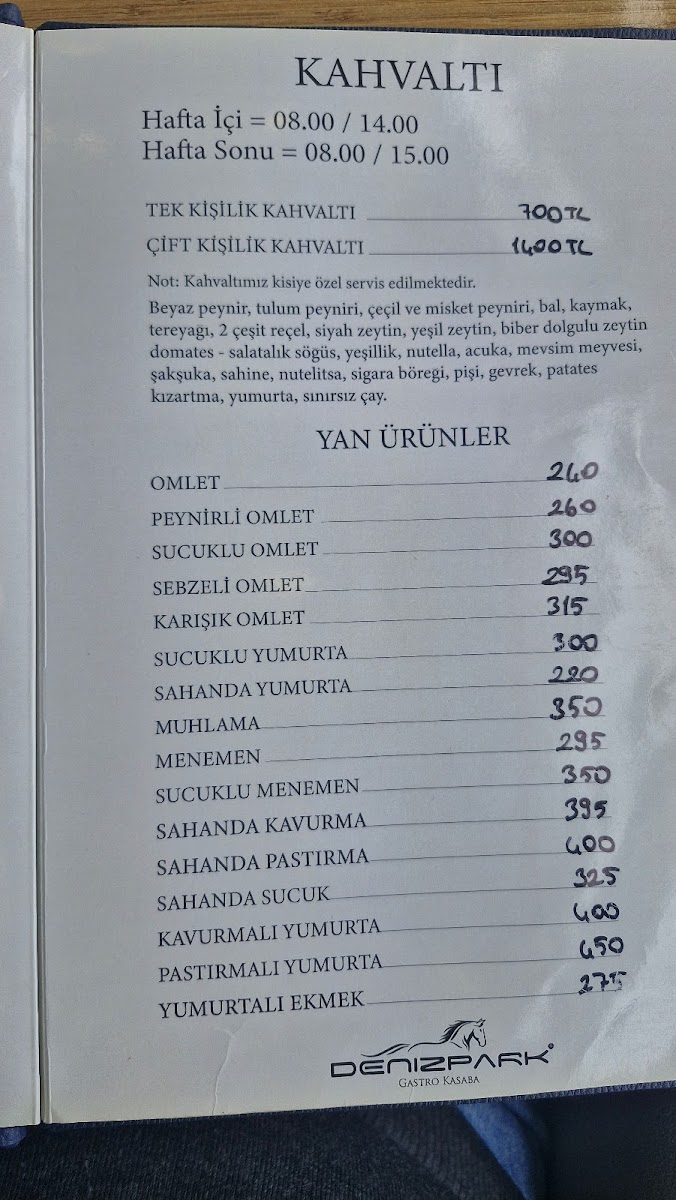 KAHVALTI
Hafta İçi = 08.00 / 14.00
Hafta Sonu = 08.00 / 15.00
TEK KİŞİLİK KAHVALTI 700 TL
ÇİFT KİŞİLİK KAHVALTI 1400 TL
Not: Kahvaltımız kisiye özel servis edilmektedir.
Beyaz peynir, tulum peyniri, çeçil ve misket peyniri, bal, kaymak,
tereyağı, 2 çeşit reçel, siyah zeytin, yeşil zeytin, biber dolgulu zeytin
domates - salatalık sögüs, yeşillik, nutella, acuka, mevsim meyvesi,
şakşuka, sahine, nutelitsa, sigara böreği, pişi, gevrek, patates
kızartma, yumurta, sınırsız çay.
YAN ÜRÜNLER
OMLET 240
PEYNİRLİ OMLET 260
SUCUKLU OMLET 300
SEBZELİ OMLET 295
KARIŞIK OMLET 315
SUCUKLU YUMURTA 300
SAHANDA YUMURTA 220
MUHLAMA 350
MENEMEN 295
SUCUKLU MENEMEN 350
SAHANDA KAVURMA 395
SAHANDA PASTIRMA 400
SAHANDA SUCUK 325
KAVURMALI YUMURTA 400
PASTIRMALI YUMURTA 450
YUMURTALI EKMEK 275
DENIZPARK
GASTRO KASABA